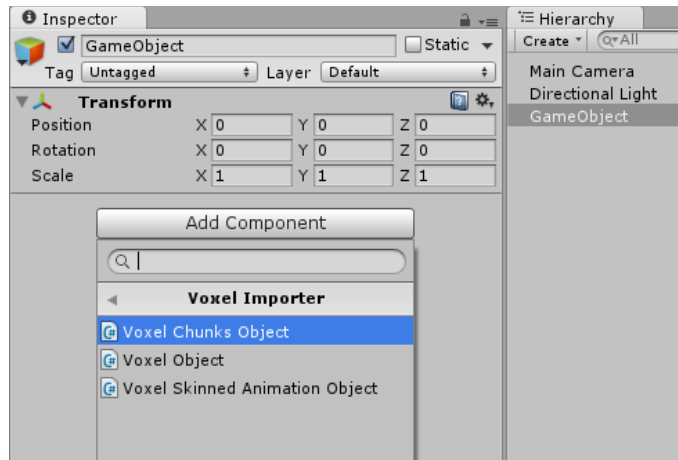 Inspector
GameObject Static
Tag Untagged Layer Default
Transform
Position X 0 Y 0 Z 0
Rotation X 0 Y 0 Z 0
Scale X 1 Y 1 Z 1
Add Component
Voxel Importer
Voxel Chunks Object
Voxel Object
Voxel Skinned Animation Object
Hierarchy
Create All
Main Camera
Directional Light
GameObject